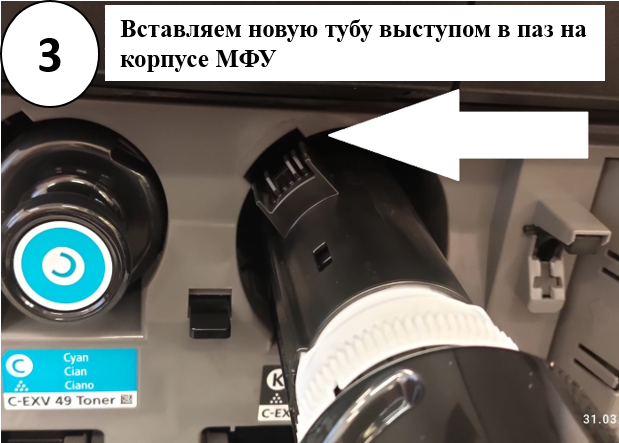 3
Вставляем новую тубу выступом в паз на
корпусе МФУ
C
C
Cyan
Cian
Ciano
C-EXV 49 Toner
K
C-EX
31.03